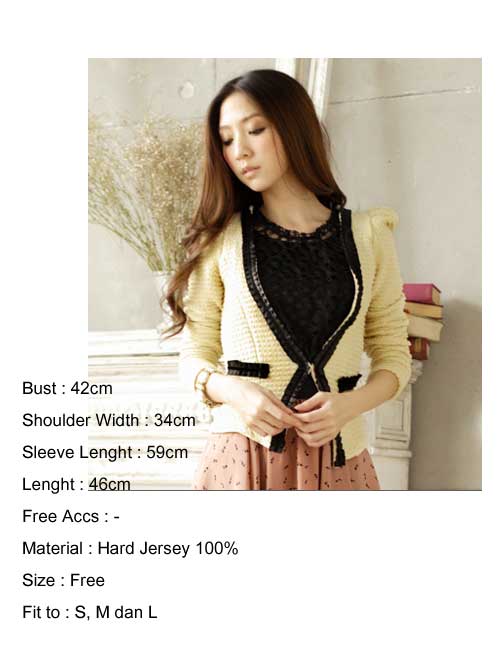 Bust : 42cm
Shoulder Width : 34cm
Sleeve Lenght : 59cm
Lenght : 46cm
Free Accs : -
Material : Hard Jersey 100%
Size : Free
Fit to : S, M dan L